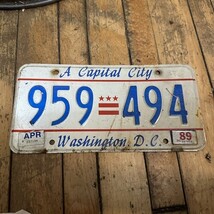 A Capital City
959 494
APR 89
Washington, D.C.